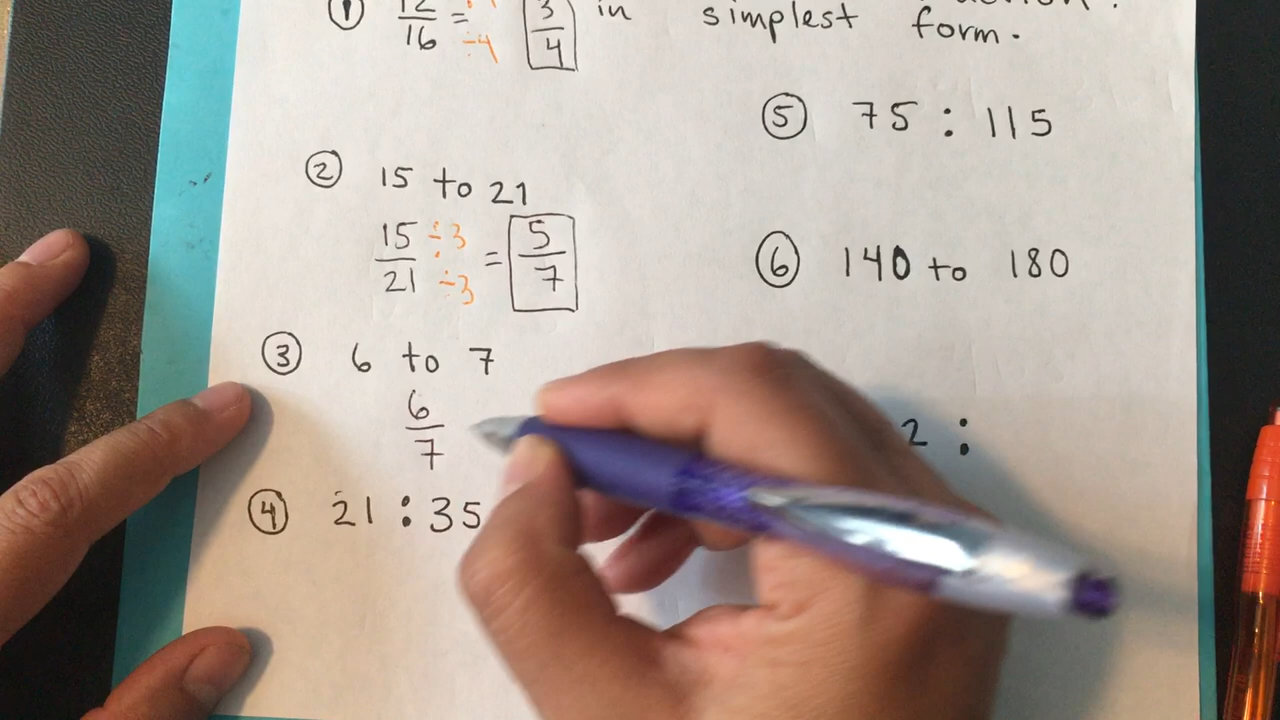 ① 12/16 = ÷4 3/4 in simplest form.
② 15 to 21
15/21 ÷3 ÷3 = 5/7
③ 6 to 7
6/7
④ 21 : 35
⑤ 75 : 115
⑥ 140 to 180
2 :